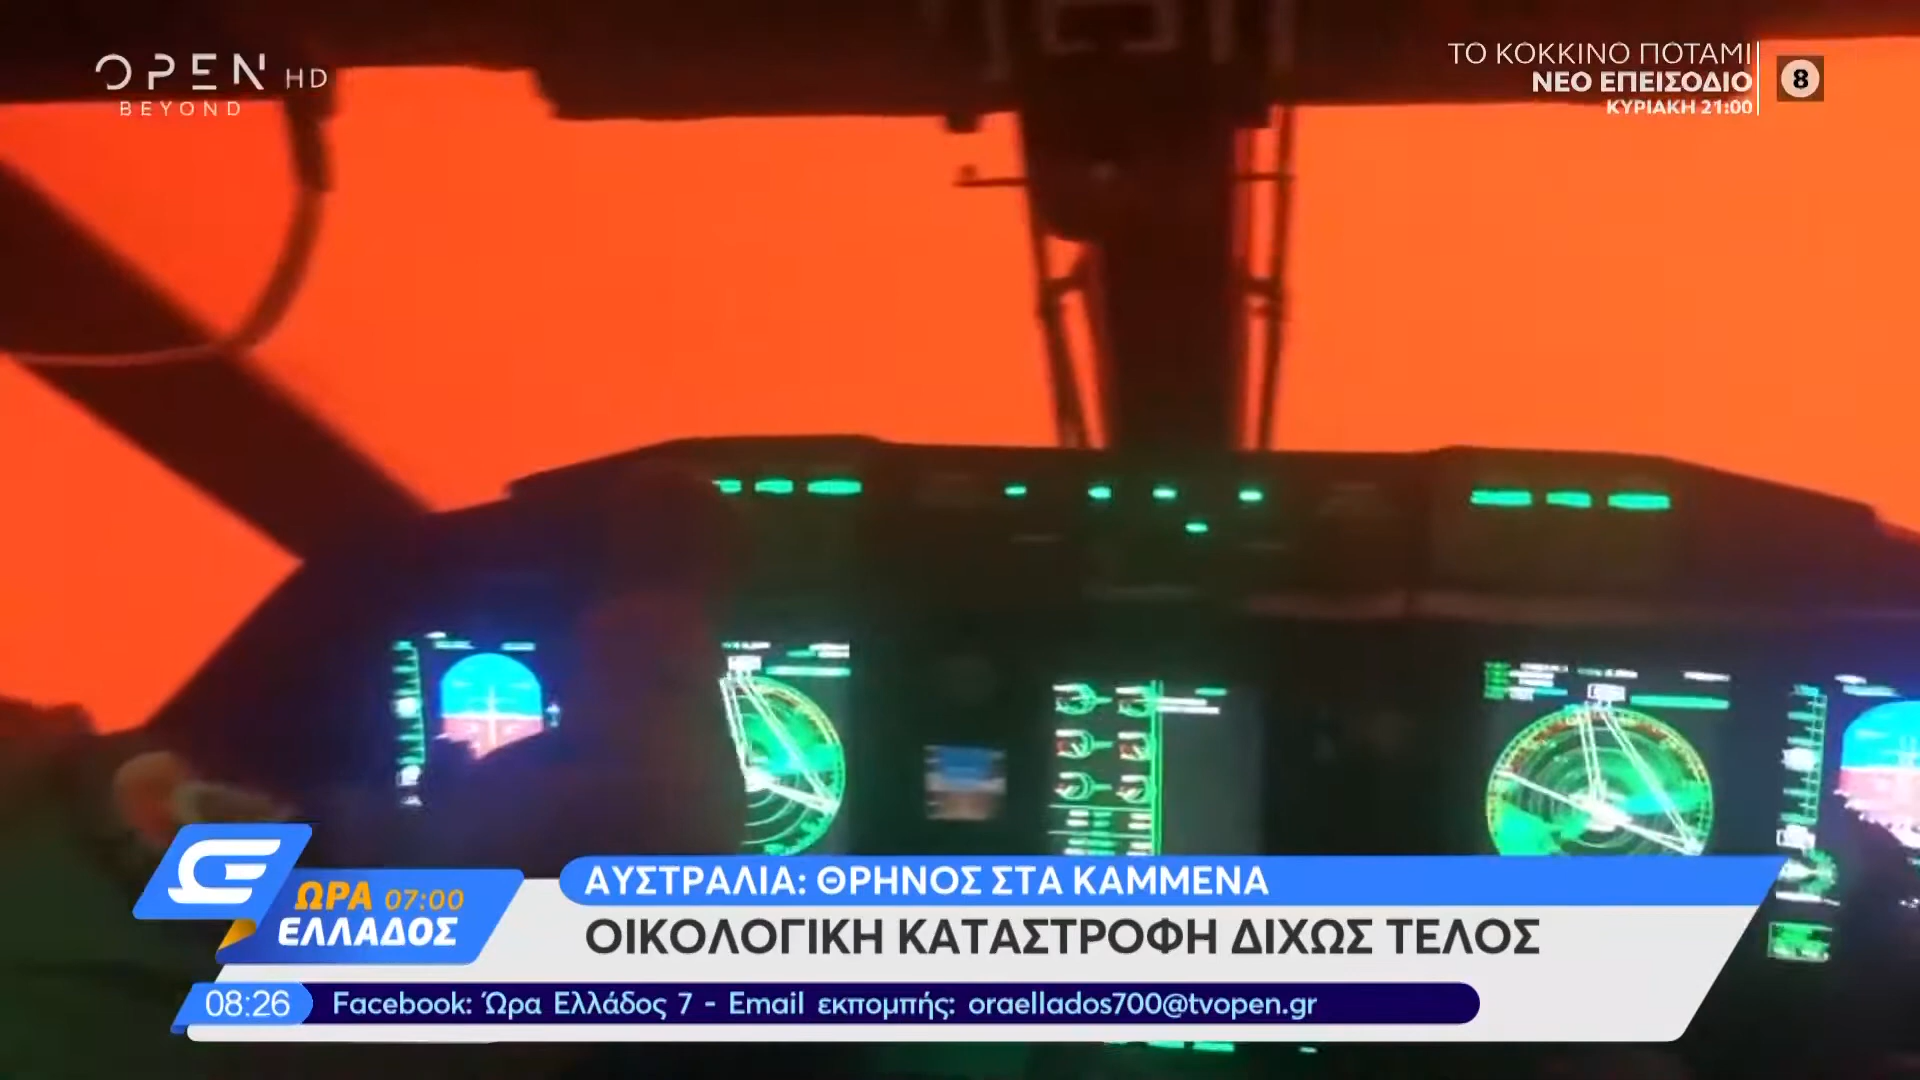 OPEN HD
BEYOND
ΤΟ ΚΟΚΚΙΝΟ ΠΟΤΑΜΙ
ΝΕΟ ΕΠΕΙΣΟΔΙΟ
ΚΥΡΙΑΚΗ 21:00
8
ΩΡΑ 07:00
ΕΛΛΑΔΟΣ
ΑΥΣΤΡΑΛΙΑ: ΘΡΗΝΟΣ ΣΤΑ ΚΑΜΜΕΝΑ
ΟΙΚΟΛΟΓΙΚΗ ΚΑΤΑΣΤΡΟΦΗ ΔΙΧΩΣ ΤΕΛΟΣ
08:26 Facebook: Ώρα Ελλάδος 7 - Email εκπομπής: oraellados700@tvopen.gr